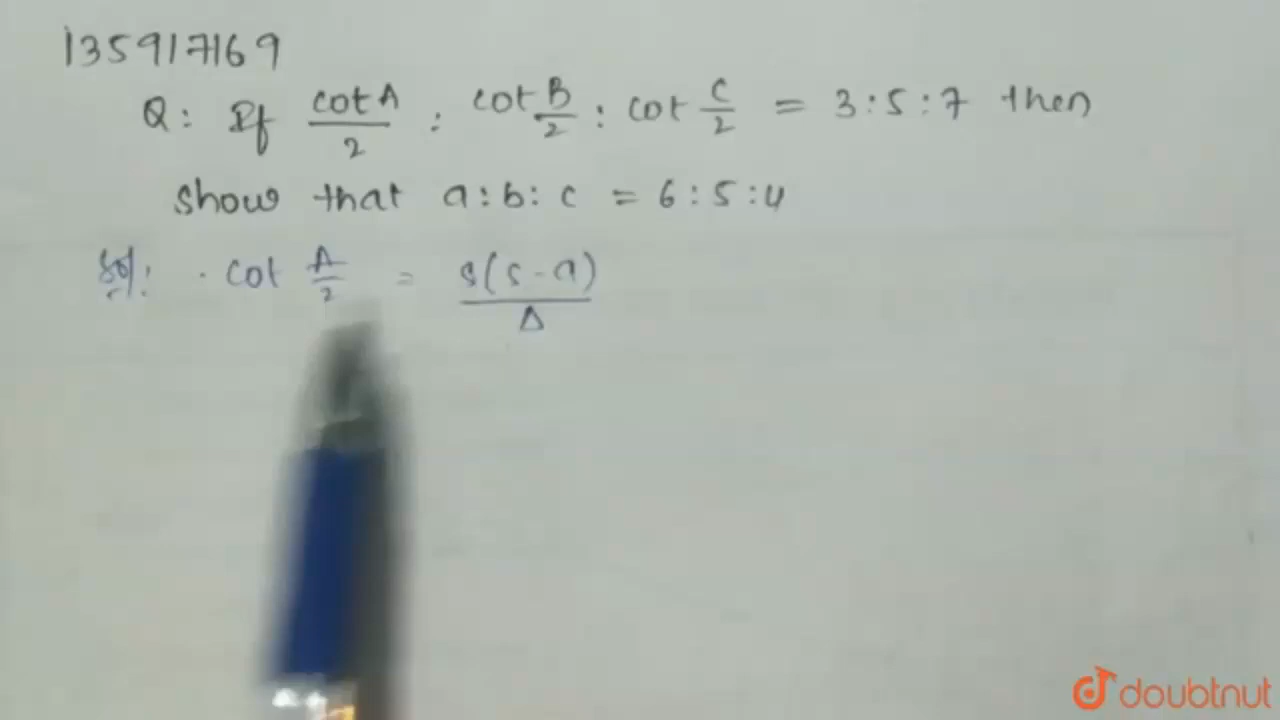 135917169
Q: If cot A/2 : cot B/2 : cot C/2 = 3:5:7 then
show that a:b:c = 6:5:4
Sol: · cot A/2 = s(s-a)/Δ
doubtnut